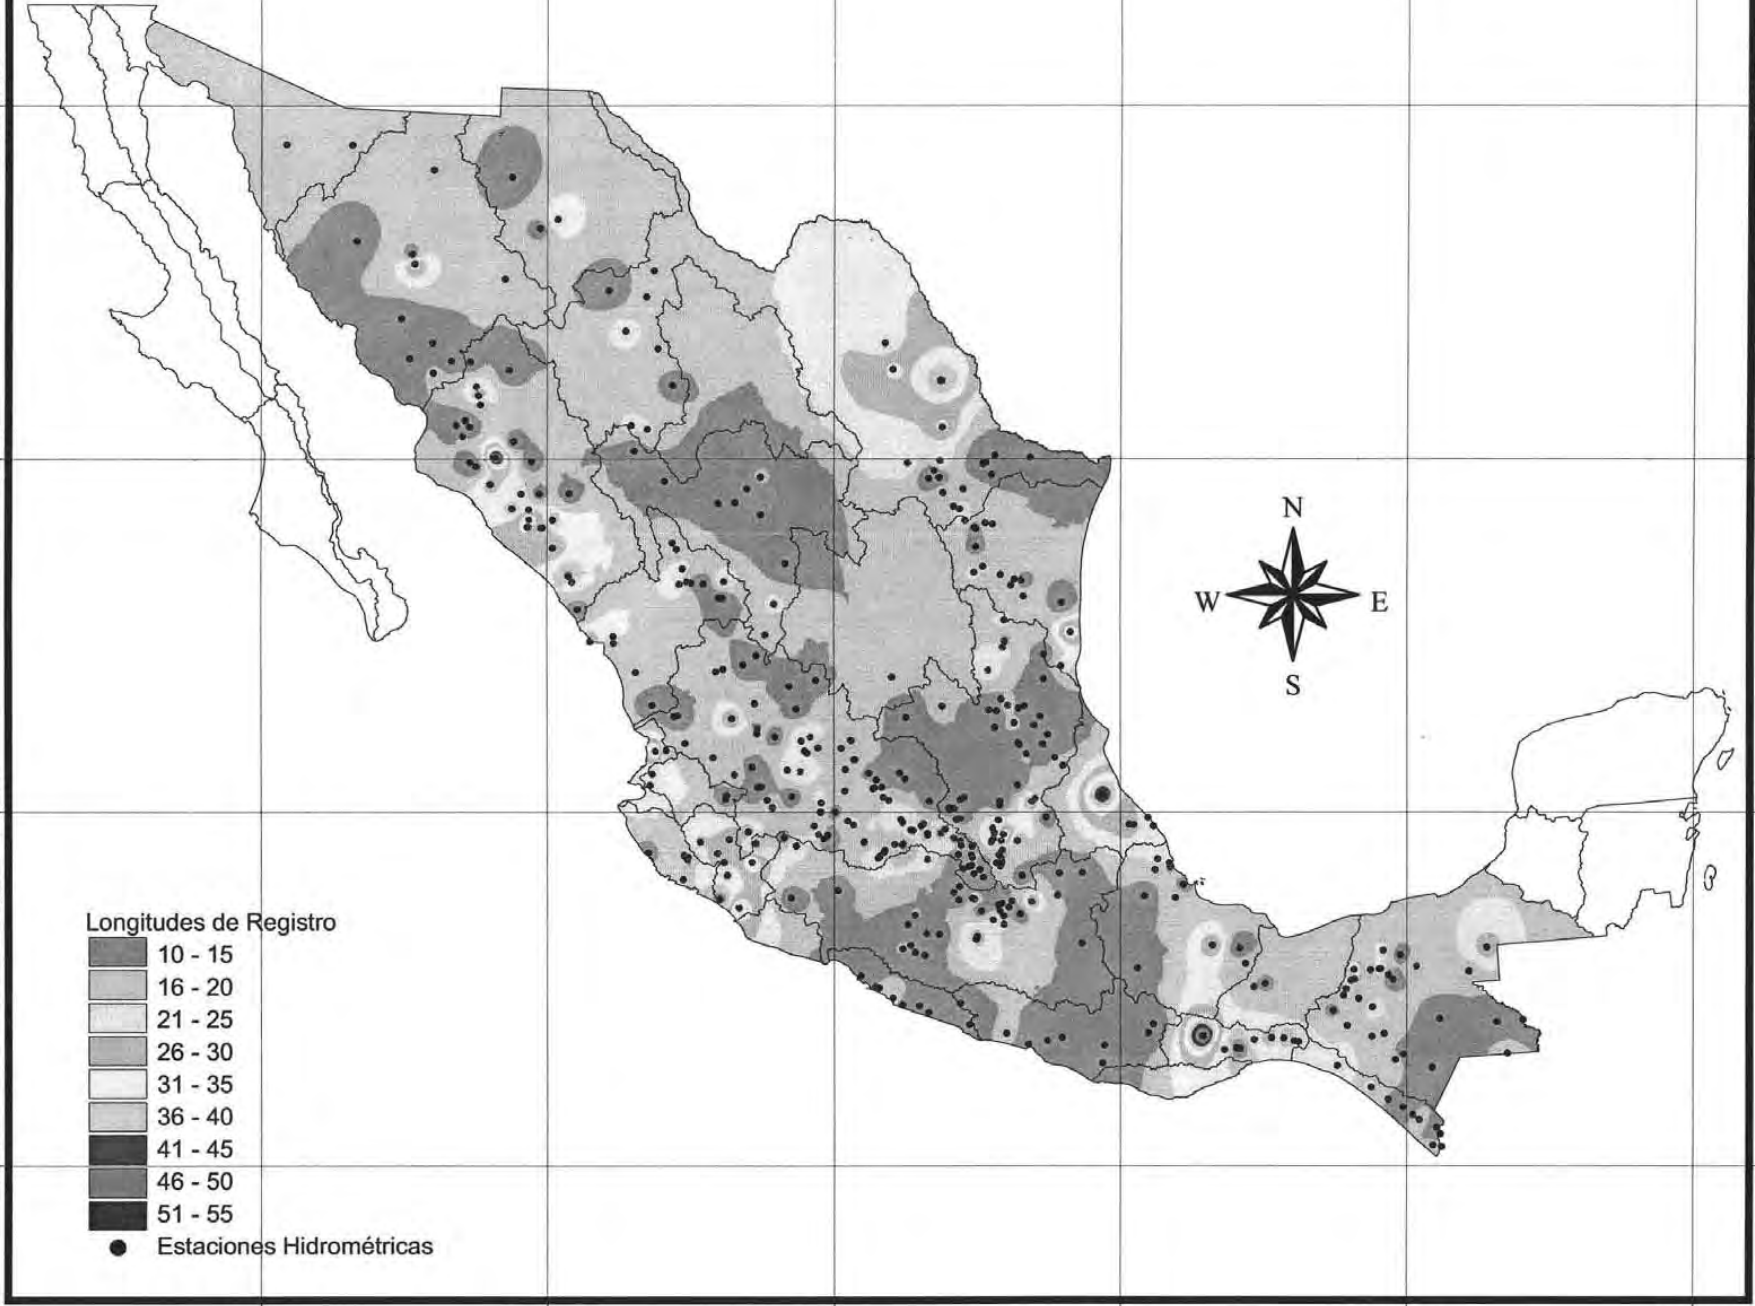 N
W
E
S
Longitudes de Registro
10 - 15
16 - 20
21 - 25
26 - 30
31 - 35
36 - 40
41 - 45
46 - 50
51 - 55
Estaciones Hidrométricas